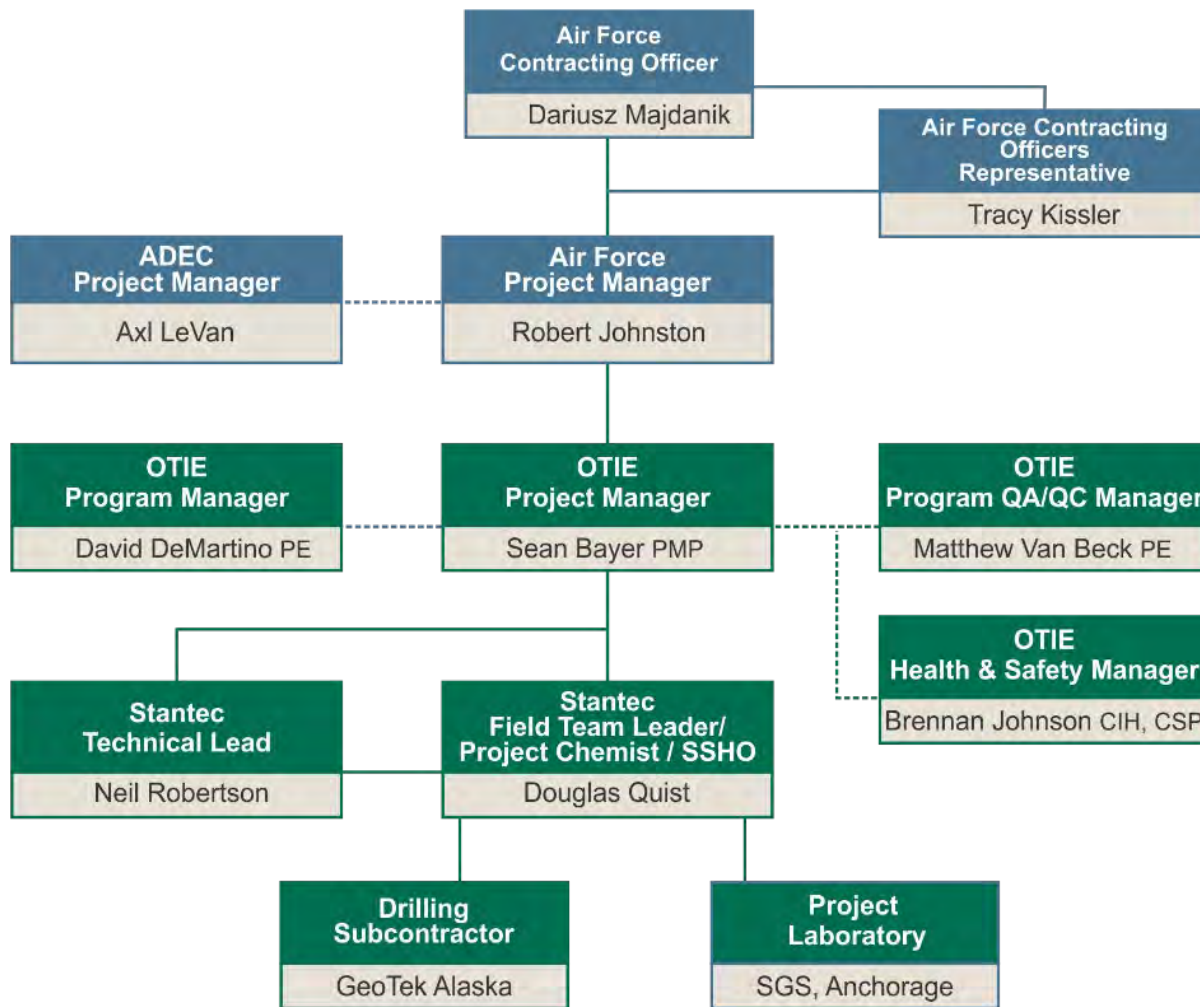 Air Force
Contracting Officer
Dariusz Majdanik
Air Force Contracting
Officers
Representative
Tracy Kissler
ADEC
Project Manager
Axl LeVan
Air Force
Project Manager
Robert Johnston
OTIE
Program Manager
David DeMartino PE
OTIE
Project Manager
Sean Bayer PMP
OTIE
Program QA/QC Manager
Matthew Van Beck PE
OTIE
Health & Safety Manager
Brennan Johnson CIH, CSP
Stantec
Technical Lead
Neil Robertson
Stantec
Field Team Leader/
Project Chemist / SSHO
Douglas Quist
Drilling
Subcontractor
GeoTek Alaska
Project
Laboratory
SGS, Anchorage